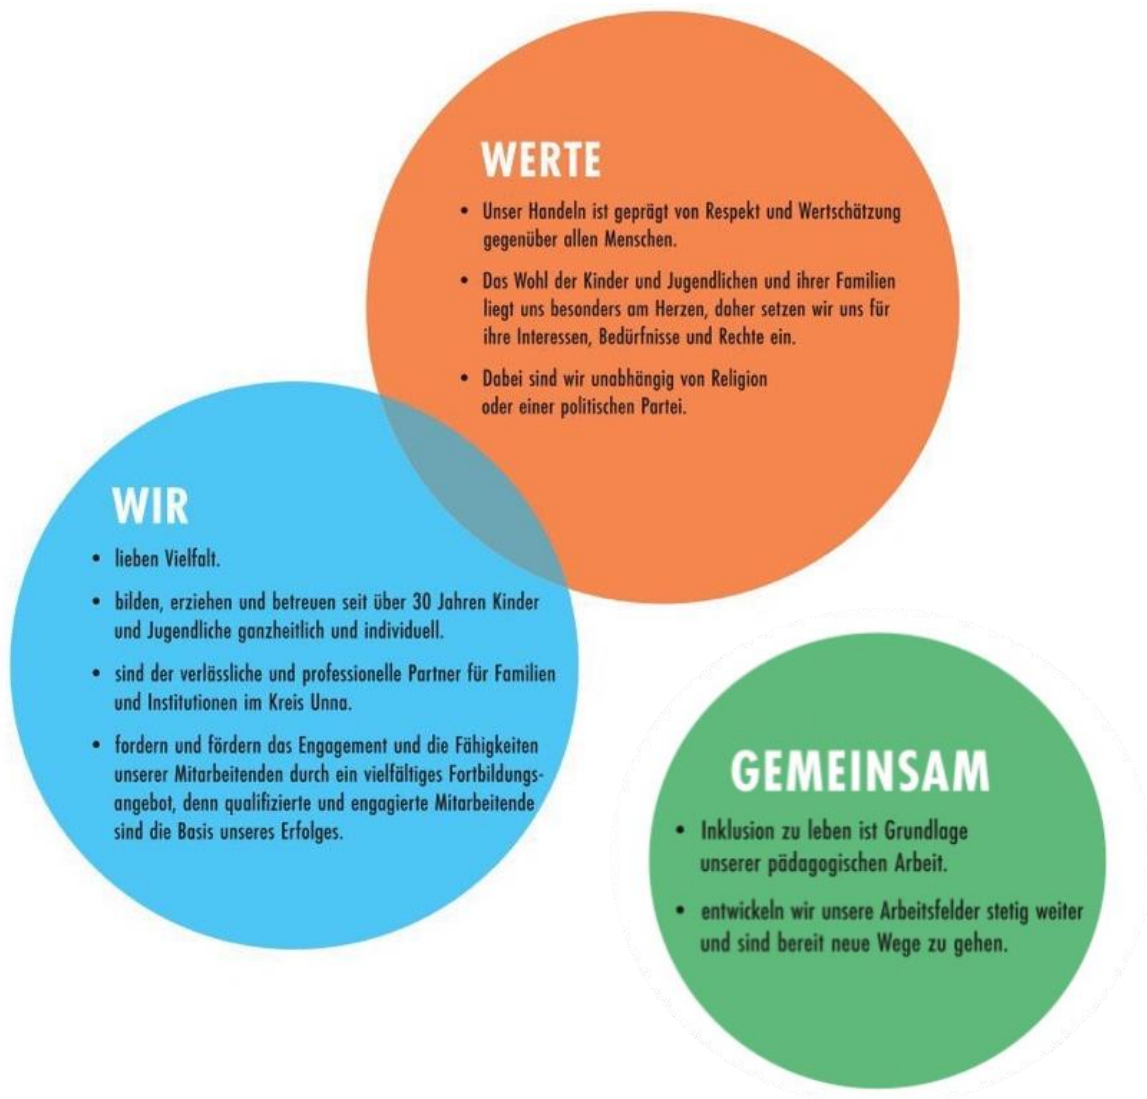 WERTE
• Unser Handeln ist geprägt von Respekt und Wertschätzung
gegenüber allen Menschen.
• Das Wohl der Kinder und Jugendlichen und ihrer Familien
liegt uns besonders am Herzen, daher setzen wir uns für
ihre Interessen, Bedürfnisse und Rechte ein.
• Dabei sind wir unabhängig von Religion
oder einer politischen Partei.
WIR
• lieben Vielfalt.
• bilden, erziehen und betreuen seit über 30 Jahren Kinder
und Jugendliche ganzheitlich und individuell.
• sind der verlässliche und professionelle Partner für Familien
und Institutionen im Kreis Unna.
• fordern und fördern das Engagement und die Fähigkeiten
unserer Mitarbeitenden durch ein vielfältiges Fortbildungs-
angebot, denn qualifizierte und engagierte Mitarbeitende
sind die Basis unseres Erfolges.
GEMEINSAM
• Inklusion zu leben ist Grundlage
unserer pädagogischen Arbeit.
• entwickeln wir unsere Arbeitsfelder stetig weiter
und sind bereit neue Wege zu gehen.